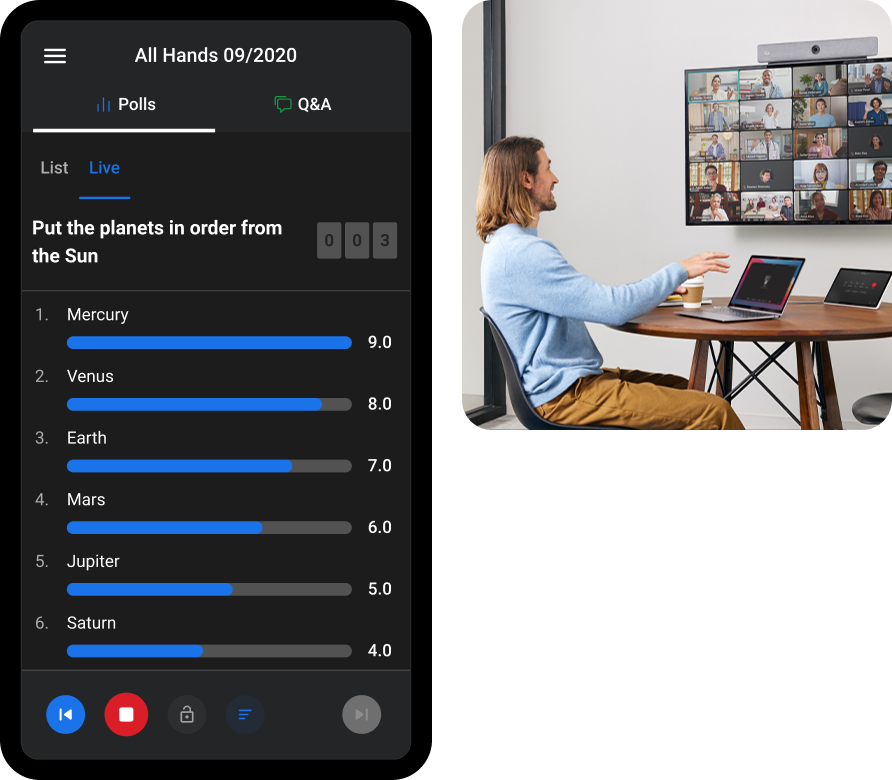 All Hands 09/2020
Polls
Q&A
List
Live
Put the planets in order from
the Sun
0 0 3
1. Mercury
9.0
2. Venus
8.0
3. Earth
7.0
4. Mars
6.0
5. Jupiter
5.0
6. Saturn
4.0